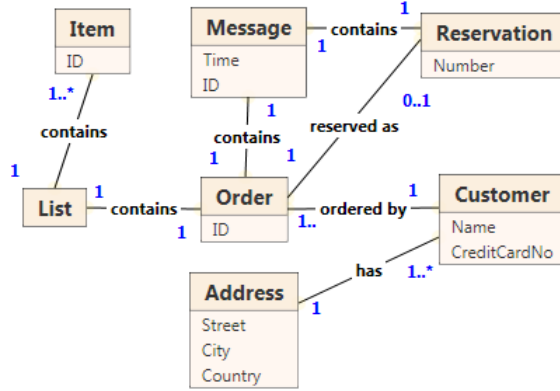 Item
ID
1..*
contains
1
List
1
contains
1
Message
Time
ID
1
contains
1
Reservation
Number
0..1
reserved as
1
1
contains
1
Order
ID
1..
ordered by
1
Customer
Name
CreditCardNo
1..*
has
1
Address
Street
City
Country